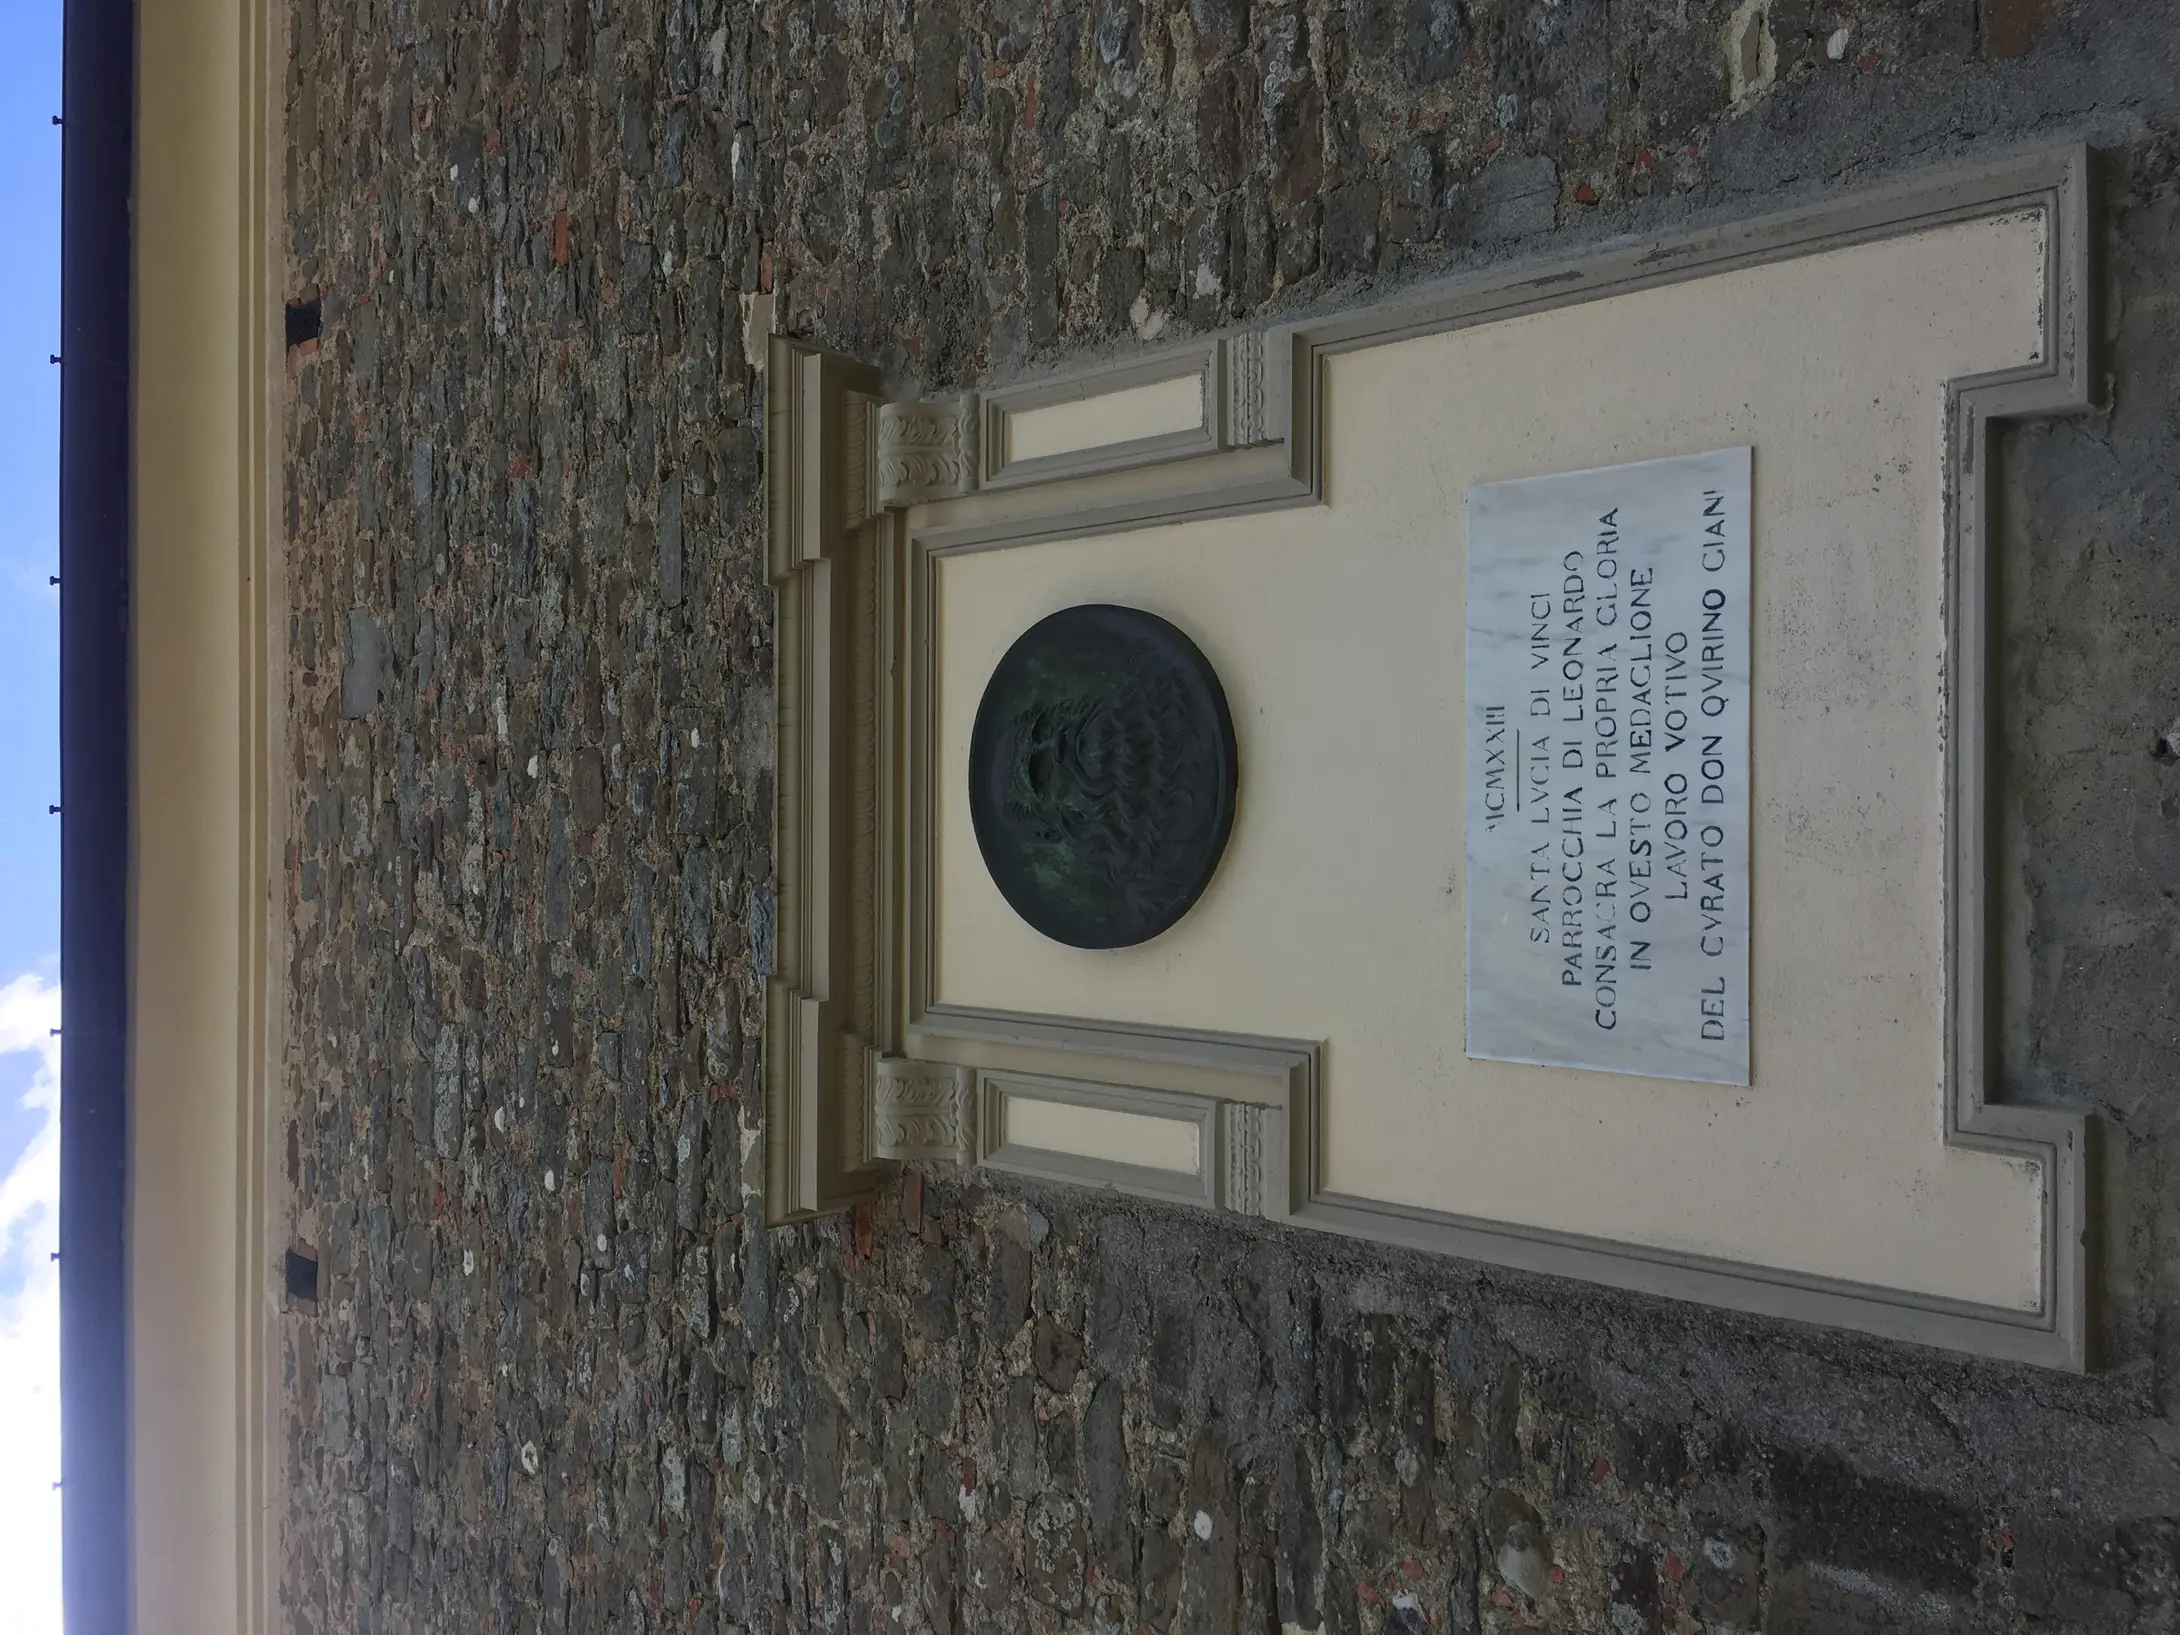 MCMXXIII
SANTA LVCIA DI VINCI
PARROCCHIA DI LEONARDO
CONSACRA LA PROPRIA GLORIA
IN QVESTO MEDAGLIONE
LAVORO VOTIVO
DEL CVRATO DON QVIRINO CIANI